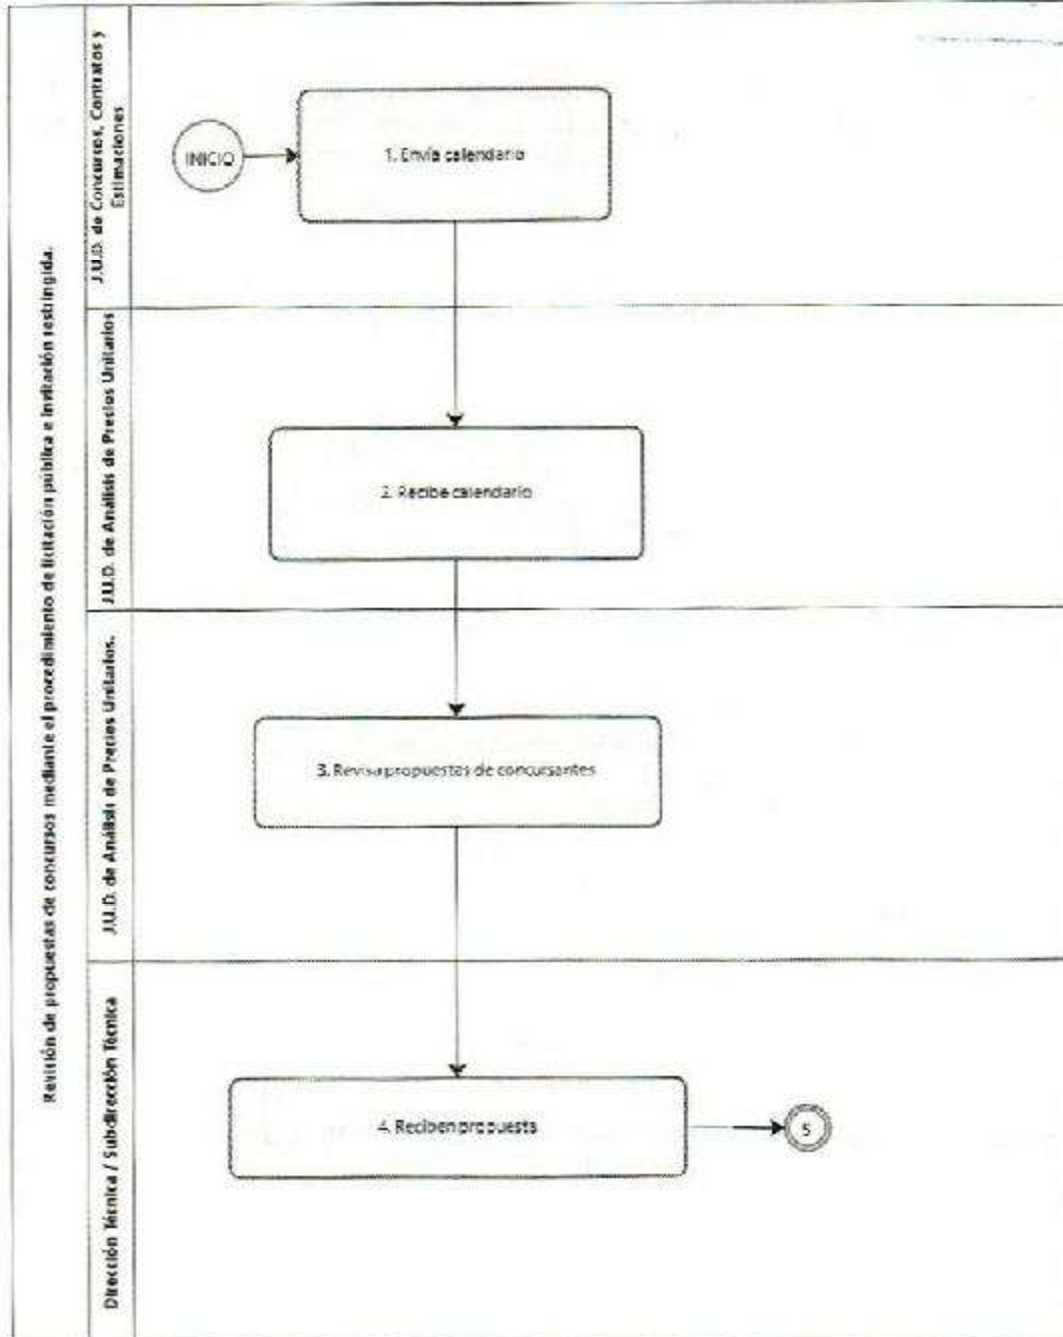 Revisión de propuestas de concursos mediante el procedimiento de licitación pública e invitación restringida.
J.U.D. de Concursos, Contratos y
Estimaciones
INICIO
1. Envía calendario
J.U.D. de Análisis de Precios Unitarios
2. Recibe calendario
J.U.D. de Análisis de Precios Unitarios.
3. Revisa propuestas de concursantes
Dirección Técnica / Subdirección Técnica
4. Reciben propuesta
5